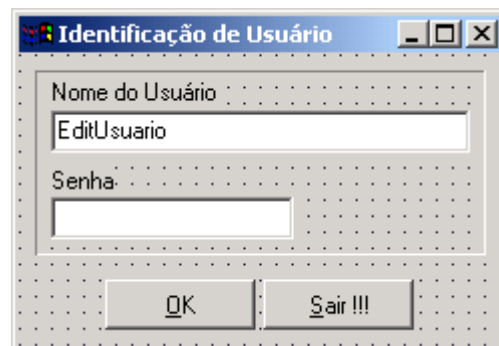 Identificação de Usuário
Nome do Usuário
EditUsuario
Senha
OK
Sair !!!